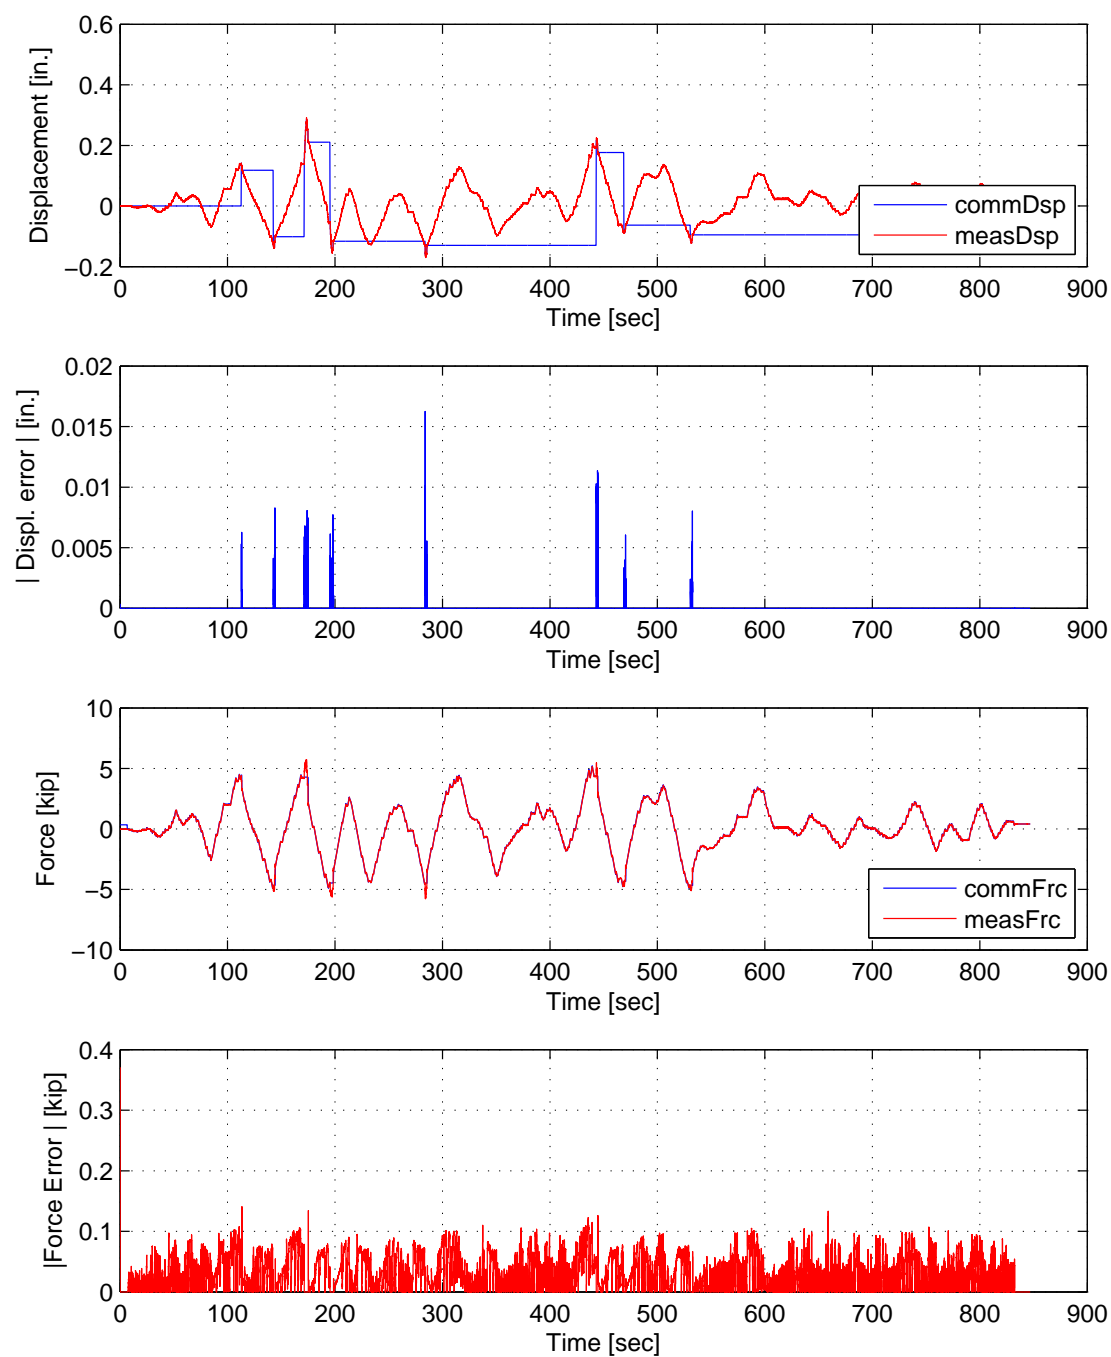 0.6
0.4
0.2
0
−0.2
Displacement [in.]
0 100 200 300 400 500 600 700 800 900
Time [sec]
commDsp
measDsp
0.02
0.015
0.01
0.005
0
| Displ. error | [in.]
0 100 200 300 400 500 600 700 800 900
Time [sec]
10
5
0
−5
−10
Force [kip]
0 100 200 300 400 500 600 700 800 900
Time [sec]
commFrc
measFrc
0.4
0.3
0.2
0.1
0
|Force Error | [kip]
0 100 200 300 400 500 600 700 800 900
Time [sec]